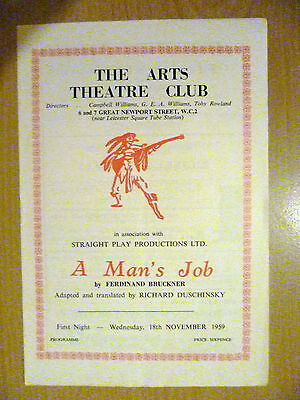 THE ARTS
THEATRE CLUB
Directors .. Campbell Williams, G. E. A. Williams, Toby Rowland
6 and 7 GREAT NEWPORT STREET, W.C.2
(near Leicester Square Tube Station)
in association with
STRAIGHT PLAY PRODUCTIONS LTD.
A Man's Job
by FERDINAND BRUCKNER
Adapted and translated by RICHARD DUSCHINSKY
First Night — Wednesday, 18th NOVEMBER 1959
PROGRAMME PRICE SIXPENCE